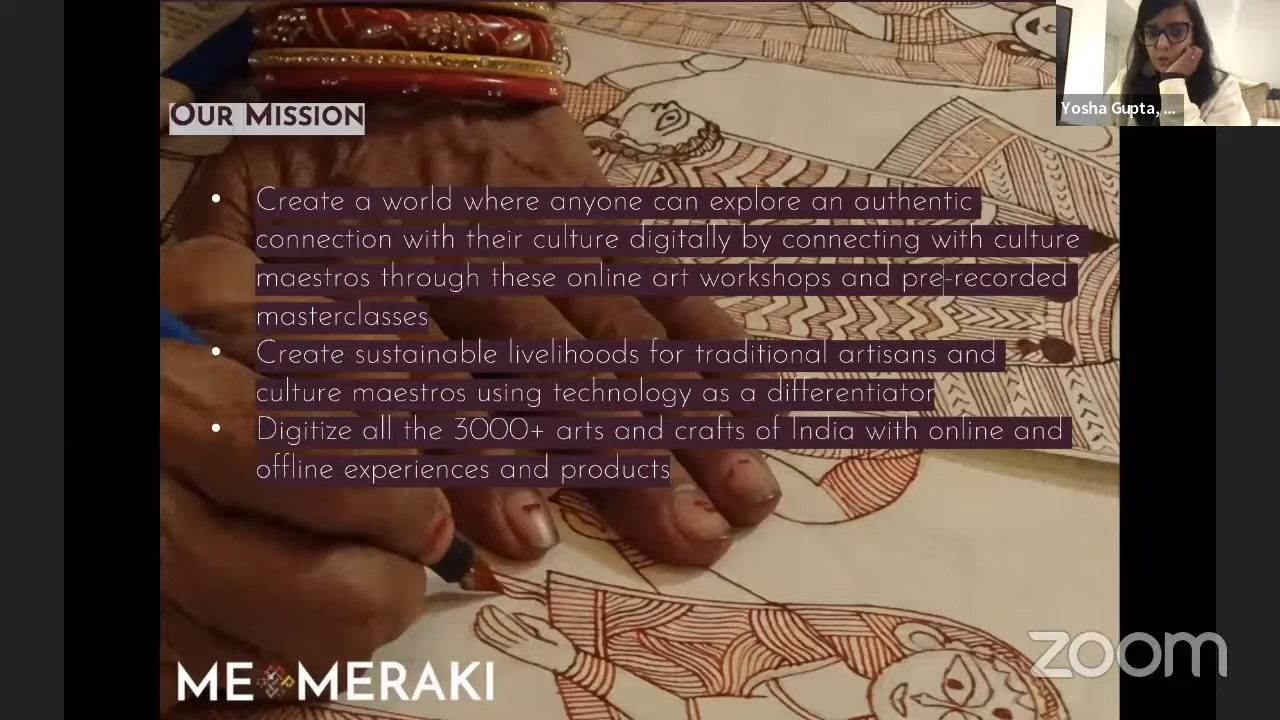 Our Mission
Yosha Gupta, ...
• Create a world where anyone can explore an authentic
connection with their culture digitally by connecting with culture
maestros through these online art workshops and pre-recorded
masterclasses
• Create sustainable livelihoods for traditional artisans and
culture maestros using technology as a differentiator
• Digitize all the 3000+ arts and crafts of India with online and
offline experiences and products
zoom
ME MERAKI